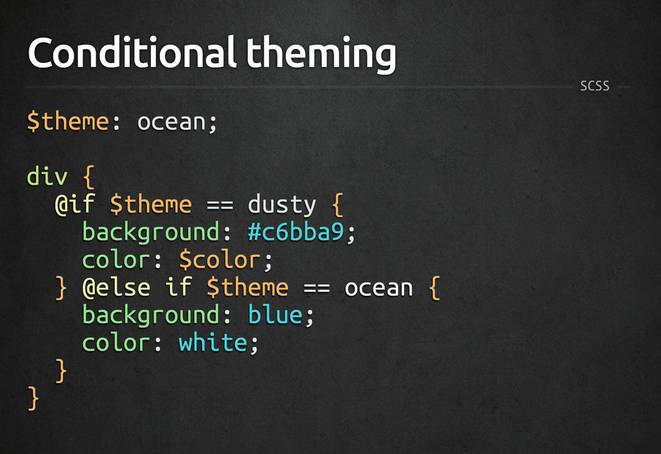 Conditional theming
SCSS
$theme: ocean;
div {
  @if $theme == dusty {
    background: #c6bba9;
    color: $color;
  } @else if $theme == ocean {
    background: blue;
    color: white;
  }
}